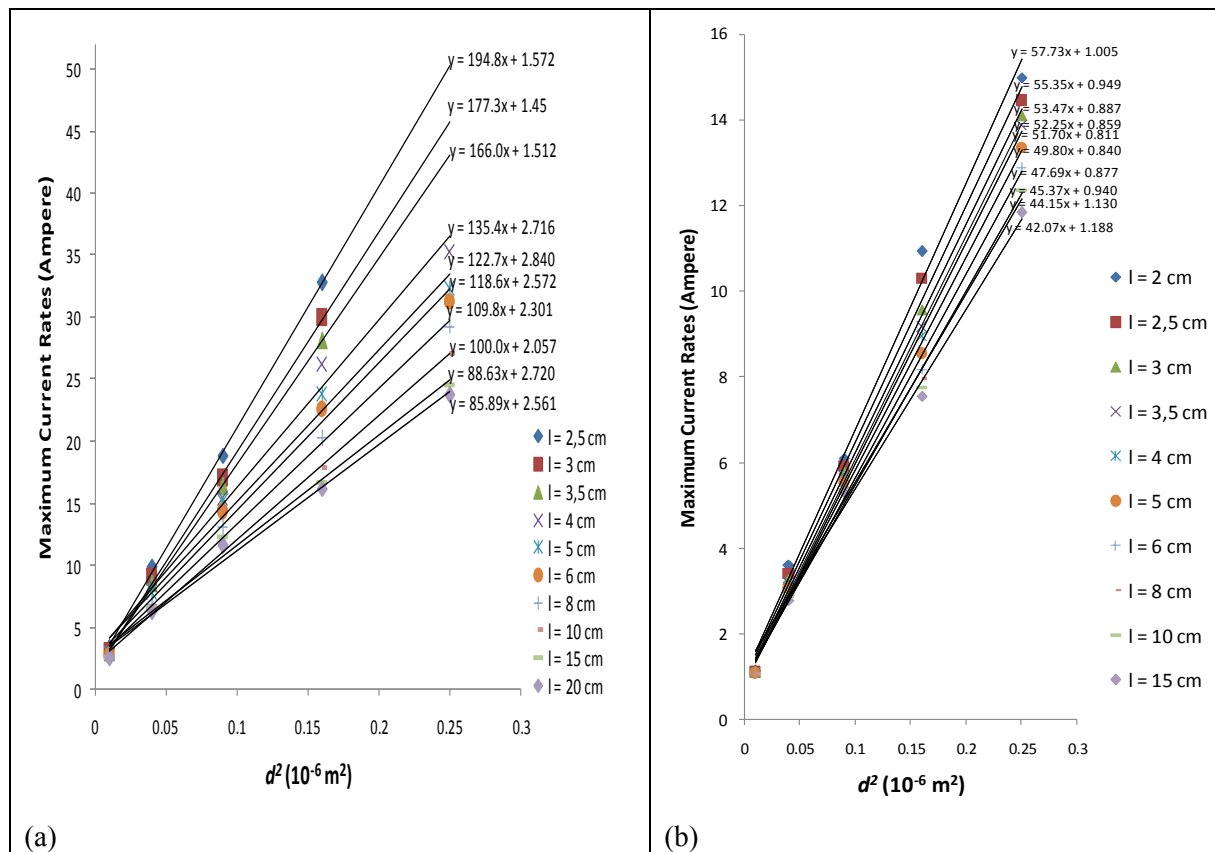 Maximum Current Rates (Ampere)
50
45
40
35
30
25
20
15
10
5
0
0 0.05 0.1 0.15 0.2 0.25 0.3
d² (10⁻⁶ m²)
y = 194.8x + 1.572
y = 177.3x + 1.45
y = 166.0x + 1.512
y = 135.4x + 2.716
y = 122.7x + 2.840
y = 118.6x + 2.572
y = 109.8x + 2.301
y = 100.0x + 2.057
y = 88.63x + 2.720
y = 85.89x + 2.561
l = 2,5 cm
l = 3 cm
l = 3,5 cm
l = 4 cm
l = 5 cm
l = 6 cm
l = 8 cm
l = 10 cm
l = 15 cm
l = 20 cm
(a)
Maximum Current Rates (Ampere)
16
14
12
10
8
6
4
2
0
0 0.05 0.1 0.15 0.2 0.25 0.3
d² (10⁻⁶ m²)
y = 57.73x + 1.005
y = 55.35x + 0.949
y = 53.47x + 0.887
y = 52.25x + 0.859
y = 51.70x + 0.811
y = 49.80x + 0.840
y = 47.69x + 0.877
y = 45.37x + 0.940
y = 44.15x + 1.130
y = 42.07x + 1.188
l = 2 cm
l = 2,5 cm
l = 3 cm
l = 3,5 cm
l = 4 cm
l = 5 cm
l = 6 cm
l = 8 cm
l = 10 cm
l = 15 cm
(b)